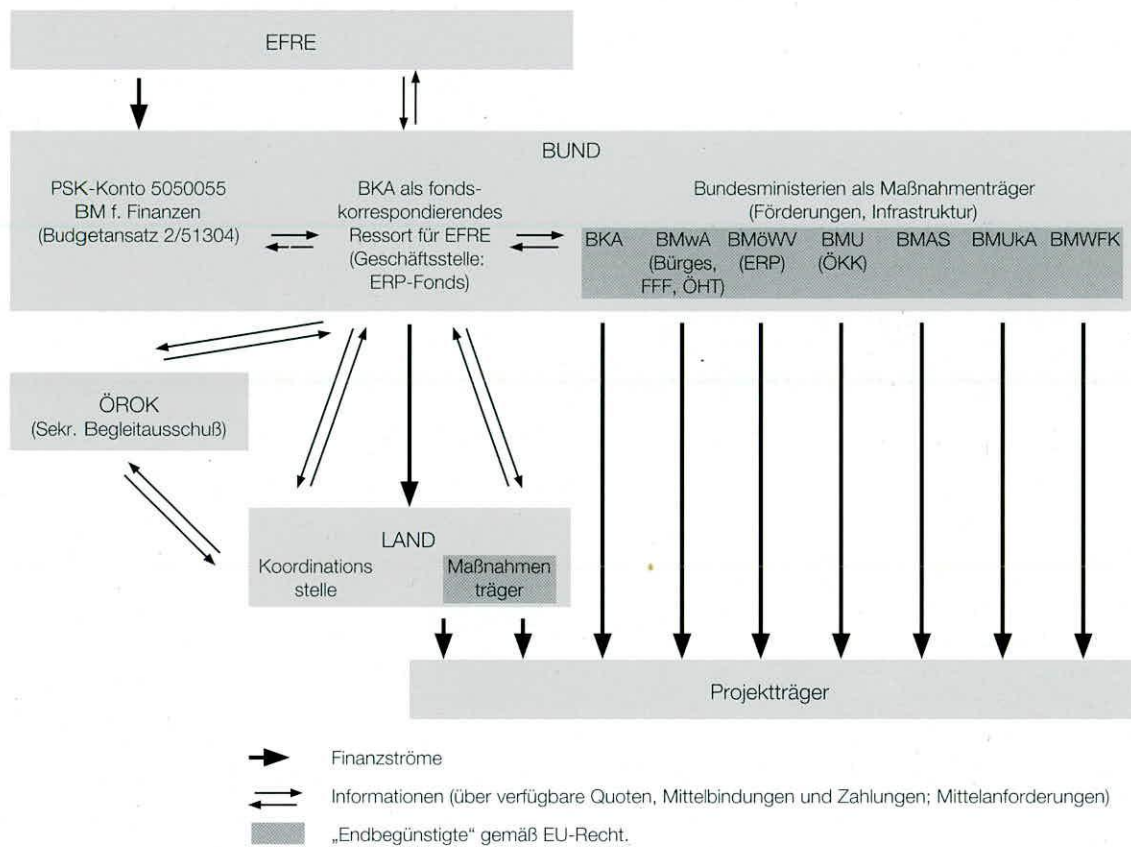 EFRE
BUND
PSK-Konto 5050055
BM f. Finanzen
(Budgetansatz 2/51304)
BKA als fonds-
korrespondierendes
Ressort für EFRE
(Geschäftsstelle:
ERP-Fonds)
Bundesministerien als Maßnahmenträger
(Förderungen, Infrastruktur)
BKA
BMwA
(Bürges,
FFF, ÖHT)
BMöWV
(ERP)
BMU
(ÖKK)
BMAS
BMUkA
BMWFK
ÖROK
(Sekr. Begleitausschuß)
LAND
Koordinations
stelle
Maßnahmen
träger
Projektträger
Finanzströme
Informationen (über verfügbare Quoten, Mittelbindungen und Zahlungen; Mittelanforderungen)
„Endbegünstigte“ gemäß EU-Recht.